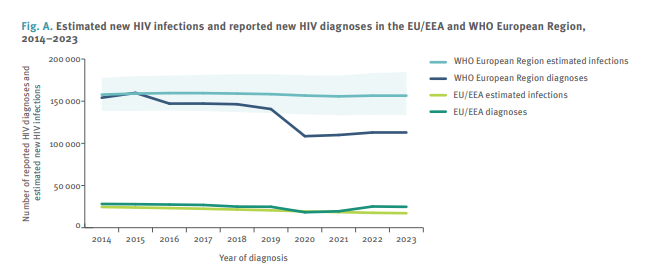 Fig. A. Estimated new HIV infections and reported new HIV diagnoses in the EU/EEA and WHO European Region,
2014–2023
Number of reported HIV diagnoses and
estimated new HIV infections
200 000
150 000
100 000
50 000
0
2014 2015 2016 2017 2018 2019 2020 2021 2022 2023
Year of diagnosis
WHO European Region estimated infections
WHO European Region diagnoses
EU/EEA estimated infections
EU/EEA diagnoses